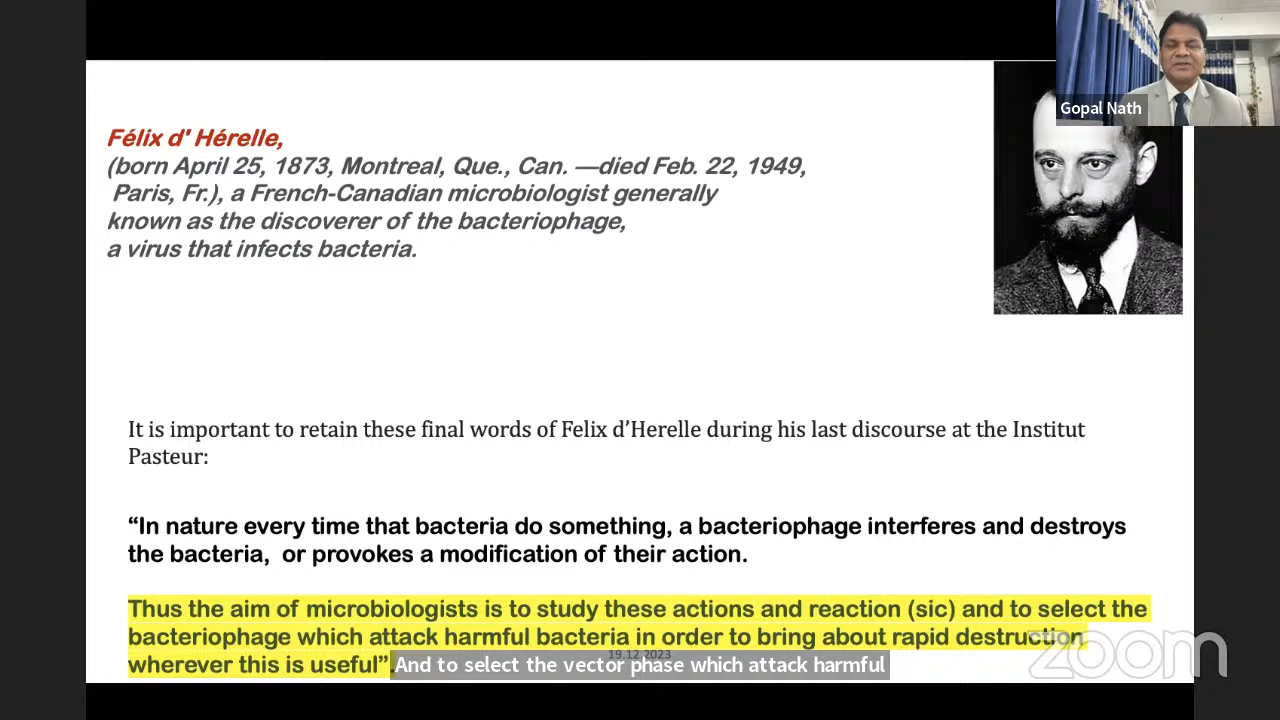 Gopal Nath
Félix d' Hérelle,
(born April 25, 1873, Montreal, Que., Can. —died Feb. 22, 1949,
Paris, Fr.), a French-Canadian microbiologist generally
known as the discoverer of the bacteriophage,
a virus that infects bacteria.
It is important to retain these final words of Felix d’Herelle during his last discourse at the Institut
Pasteur:
“In nature every time that bacteria do something, a bacteriophage interferes and destroys
the bacteria, or provokes a modification of their action.
Thus the aim of microbiologists is to study these actions and reaction (sic) and to select the
bacteriophage which attack harmful bacteria in order to bring about rapid destruction
wherever this is useful”.
19.12.2023
And to select the vector phase which attack harmful
zoom